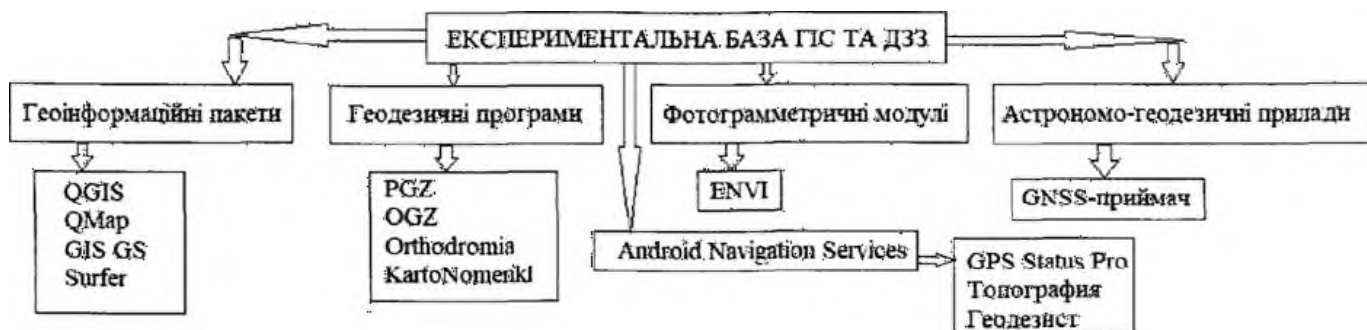 ЕКСПЕРИМЕНТАЛЬНА БАЗА ГІС ТА ДЗЗ
Геоінформаційні пакети
Геодезичні програми
Фотограмметричні модулі
Астрономо-геодезичні прилади
QGIS
QMap
GIS GS
Surfer
PGZ
OGZ
Orthodromia
KartoNomenkl
ENVI
GNSS-приймач
Android Navigation Services
GPS Status Pro
Топография
Геодезист